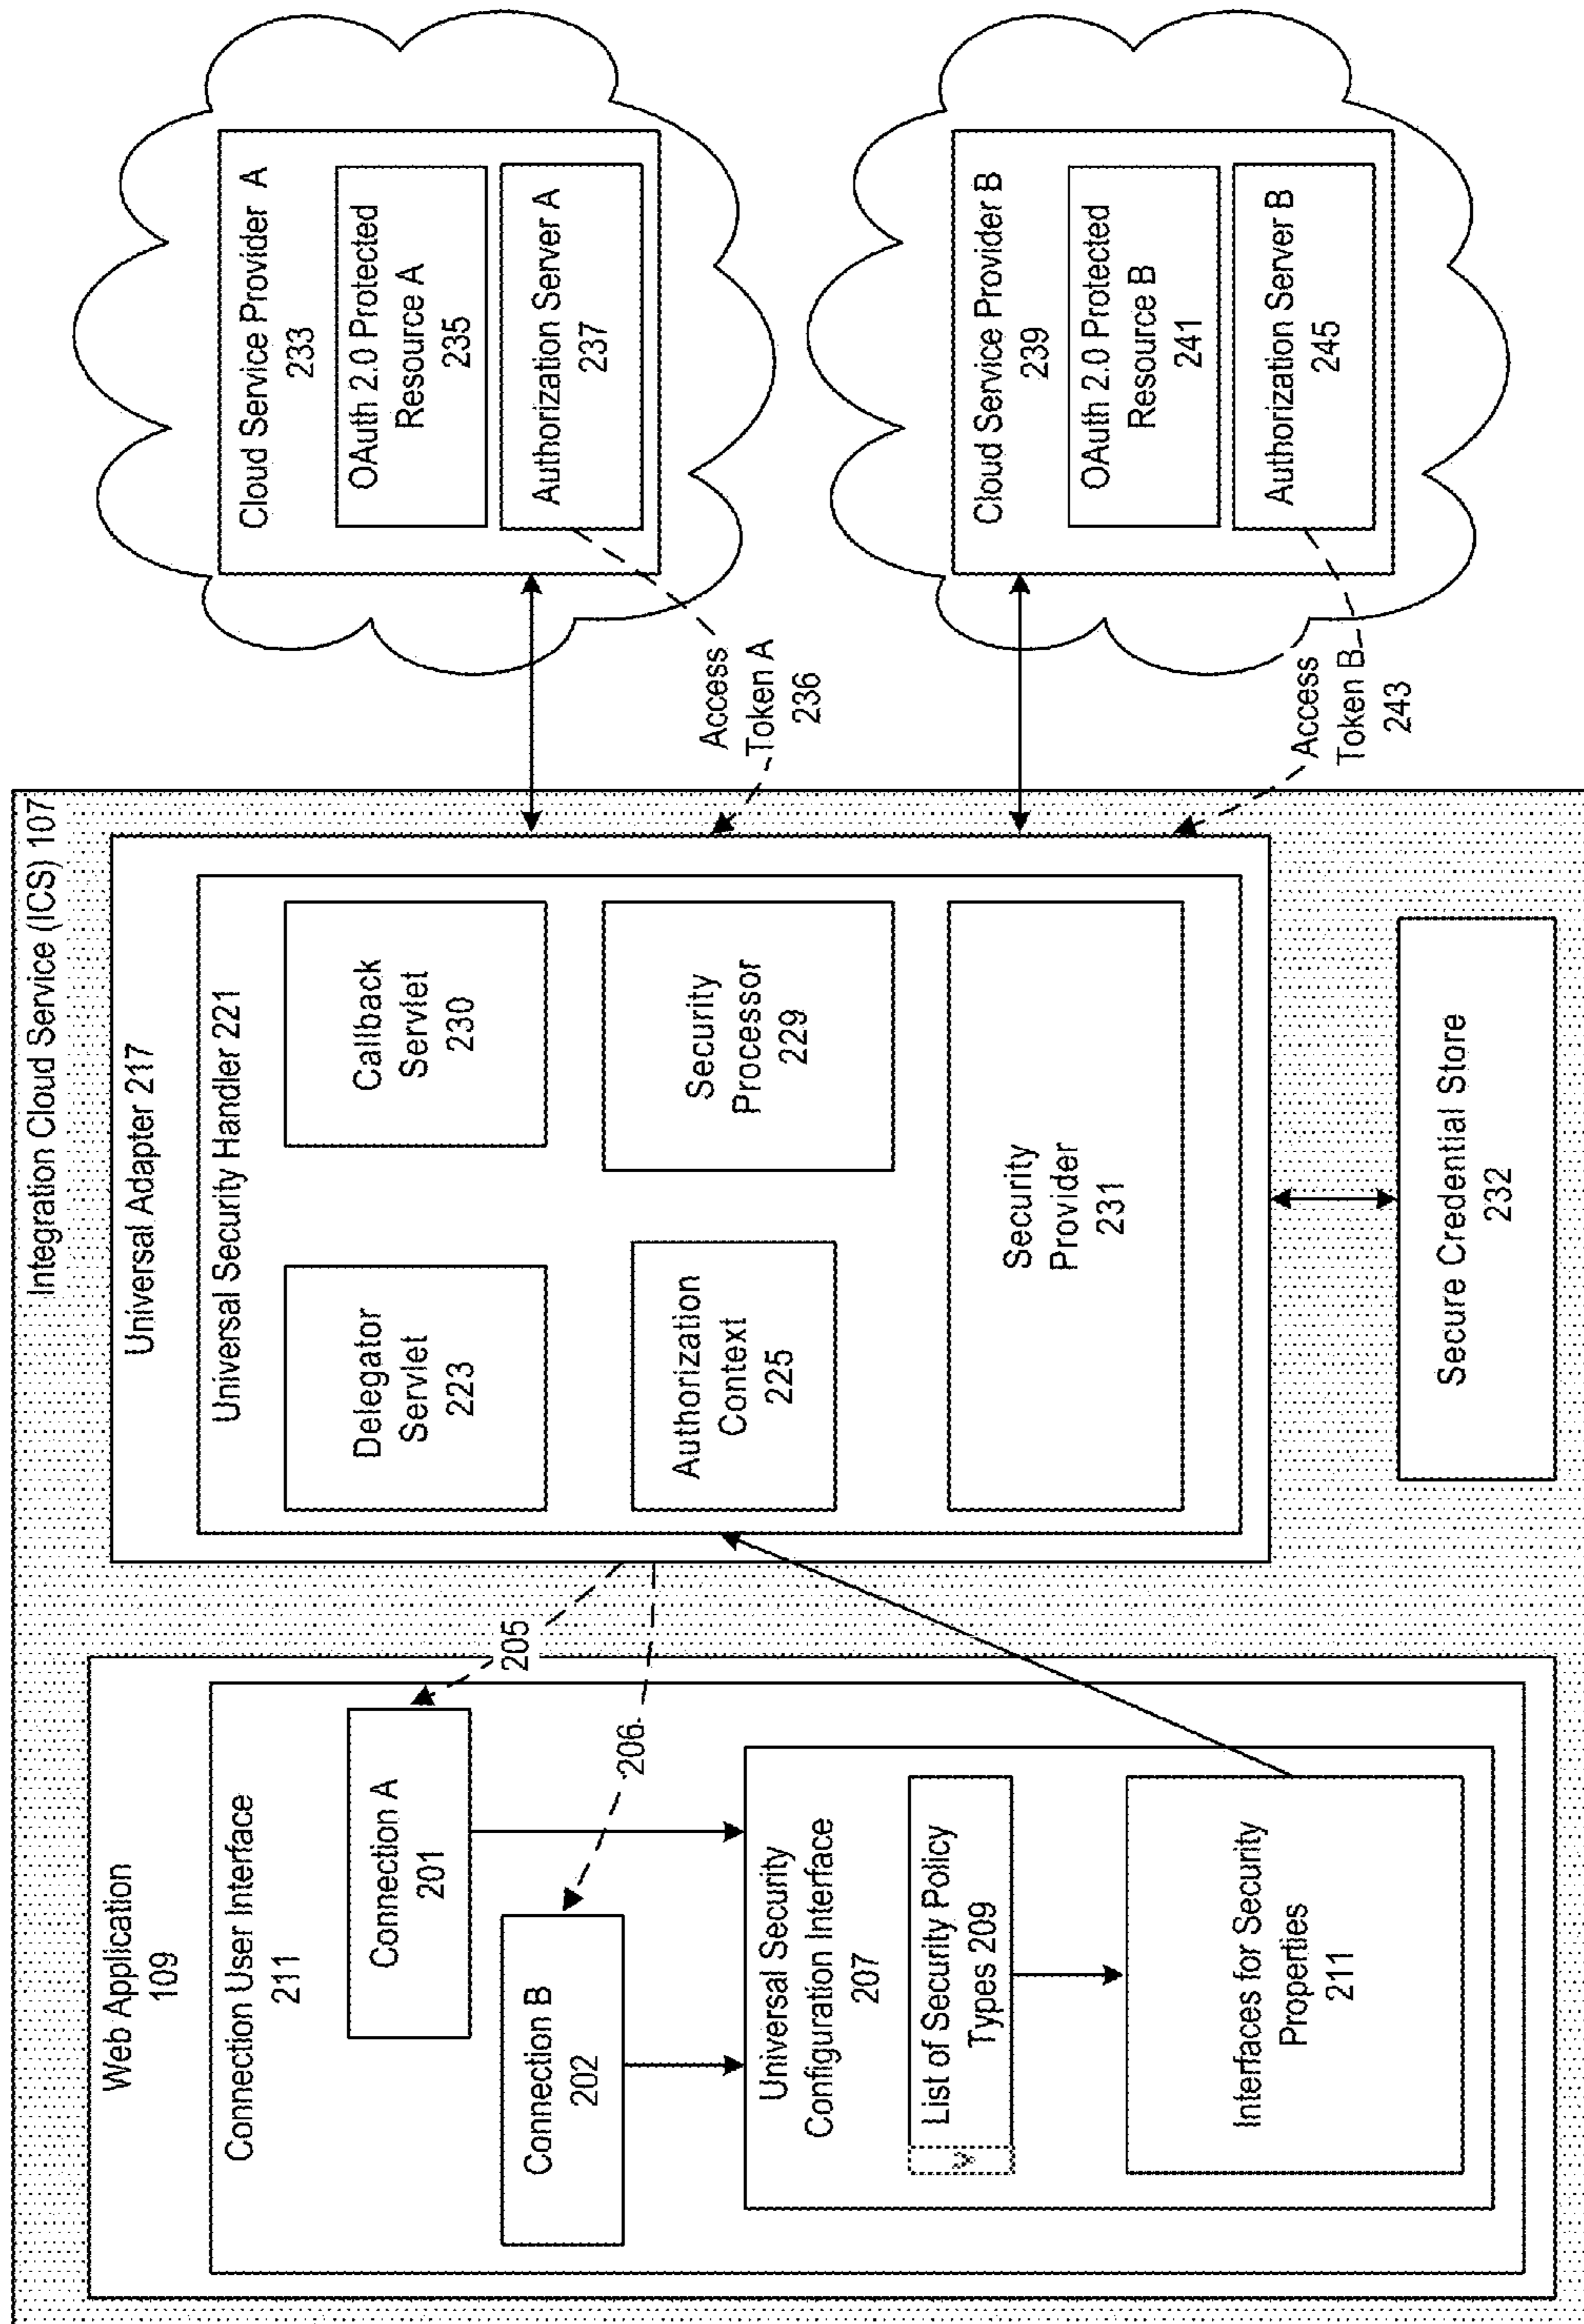 Integration Cloud Service (ICS) 107
Web Application
109
Connection User Interface
211
Connection A
201
Connection B
202
205
206
Universal Security
Configuration Interface
207
List of Security Policy
Types 209
Interfaces for Security
Properties
211
Universal Adapter 217
Universal Security Handler 221
Delegator
Servlet
223
Callback
Servlet
230
Authorization
Context
225
Security
Processor
229
Security
Provider
231
Secure Credential Store
232
Access
Token A
236
Access
Token B
243
Cloud Service Provider A
233
OAuth 2.0 Protected
Resource A
235
Authorization Server A
237
Cloud Service Provider B
239
OAuth 2.0 Protected
Resource B
241
Authorization Server B
245